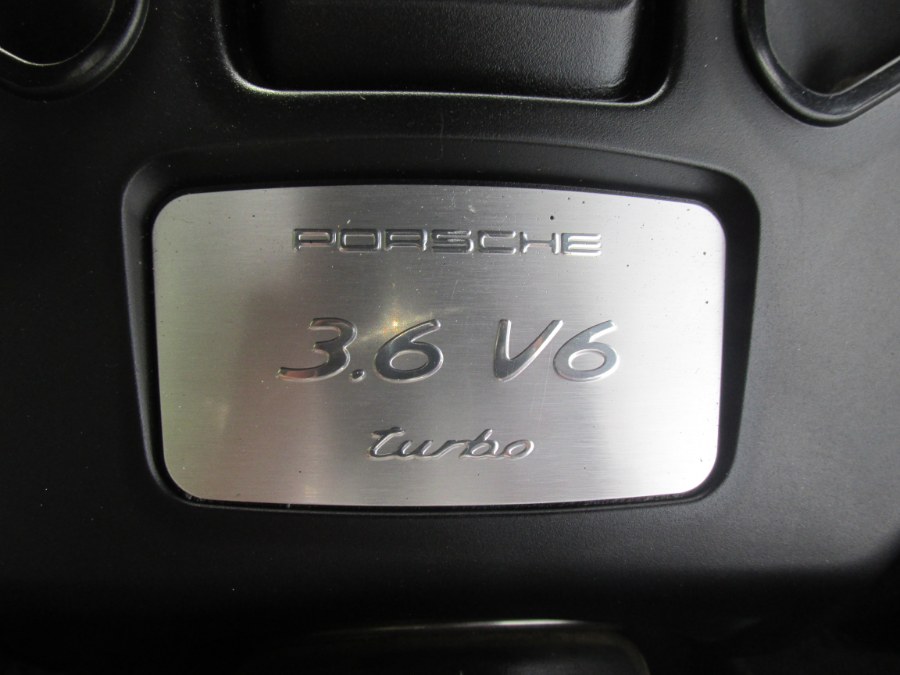 PORSCHE
3.6 V6
turbo